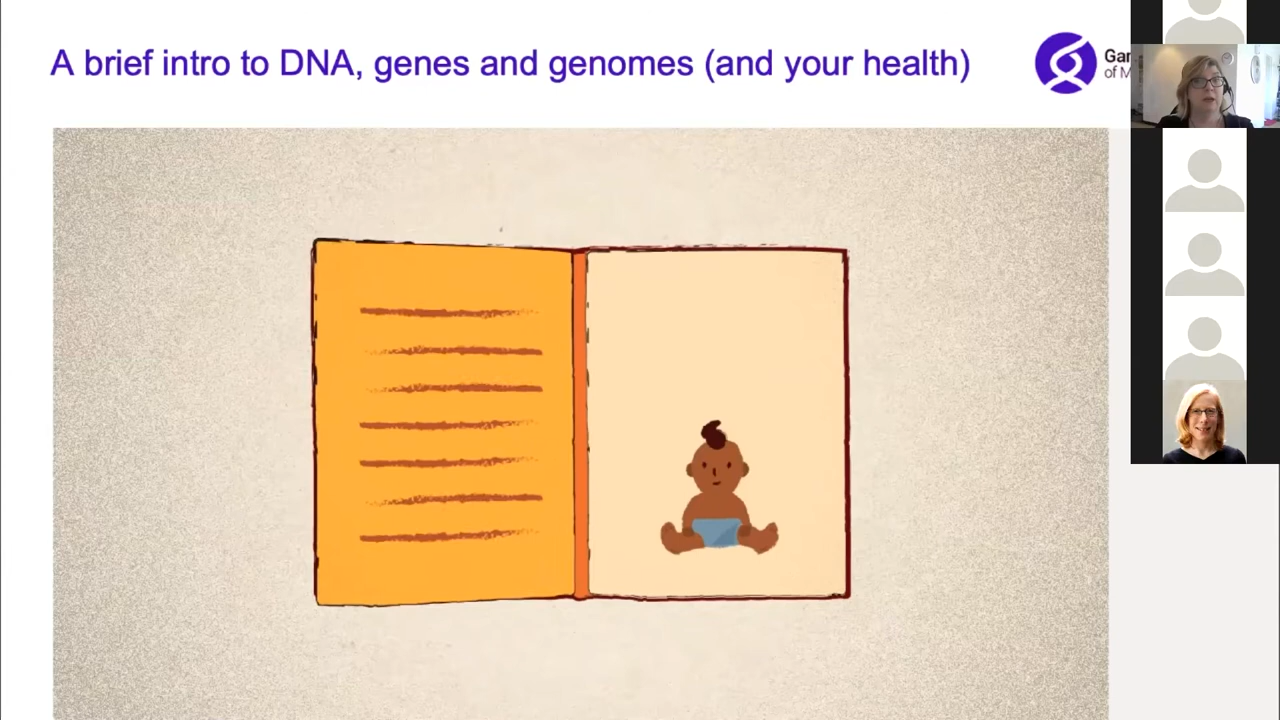 A brief intro to DNA, genes and genomes (and your health)